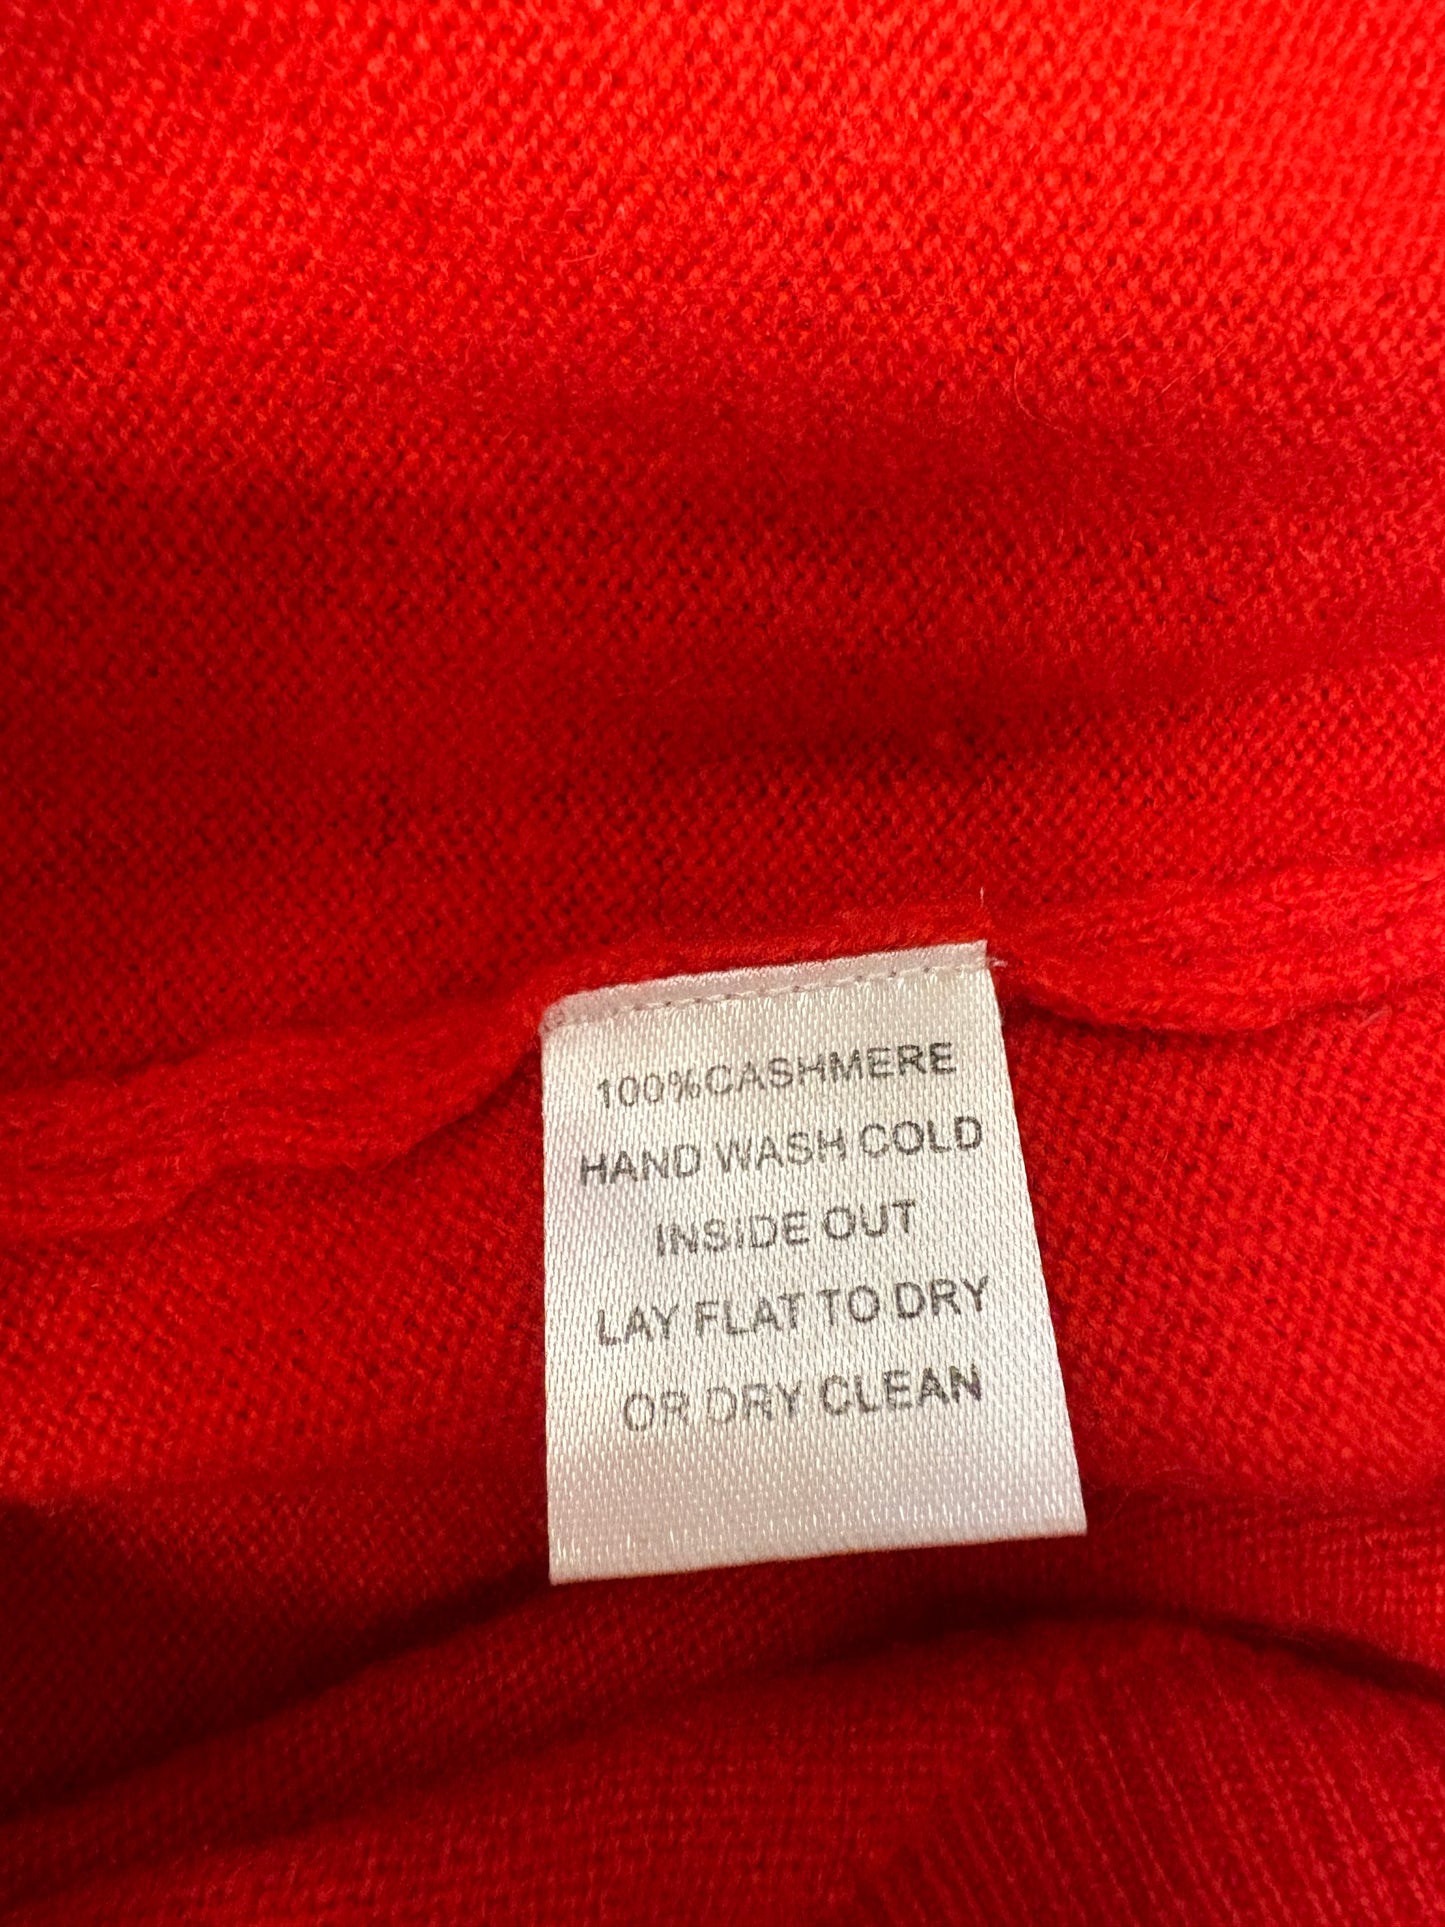 100%CASHMERE
HAND WASH COLD
INSIDE OUT
LAY FLAT TO DRY
OR DRY CLEAN